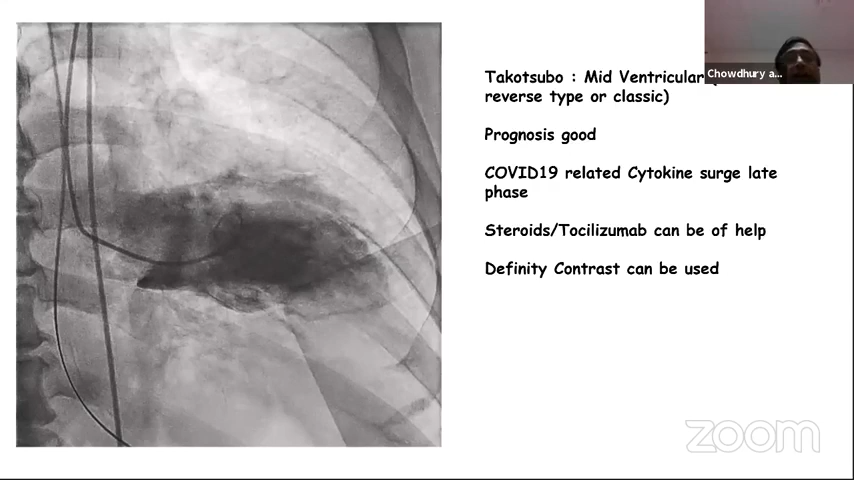 Takotsubo : Mid Ventricular (
reverse type or classic)
Prognosis good
COVID19 related Cytokine surge late
phase
Steroids/Tocilizumab can be of help
Definity Contrast can be used
Chowdhury a...
zoom